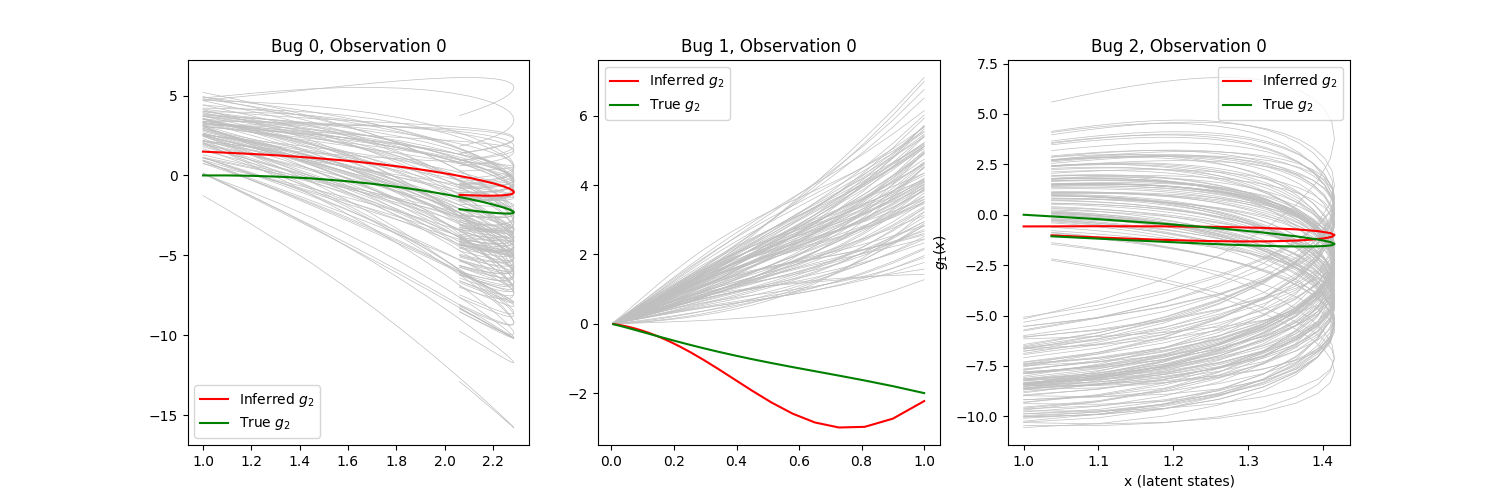 Bug 0, Observation 0
5
0
−5
−10
−15
Inferred g₂
True g₂
1.0 1.2 1.4 1.6 1.8 2.0 2.2
Bug 1, Observation 0
Inferred g₂
True g₂
6
4
2
0
−2
0.0 0.2 0.4 0.6 0.8 1.0
Bug 2, Observation 0
g₁(x)
7.5
5.0
2.5
0.0
−2.5
−5.0
−7.5
−10.0
Inferred g₂
True g₂
1.0 1.1 1.2 1.3 1.4
x (latent states)